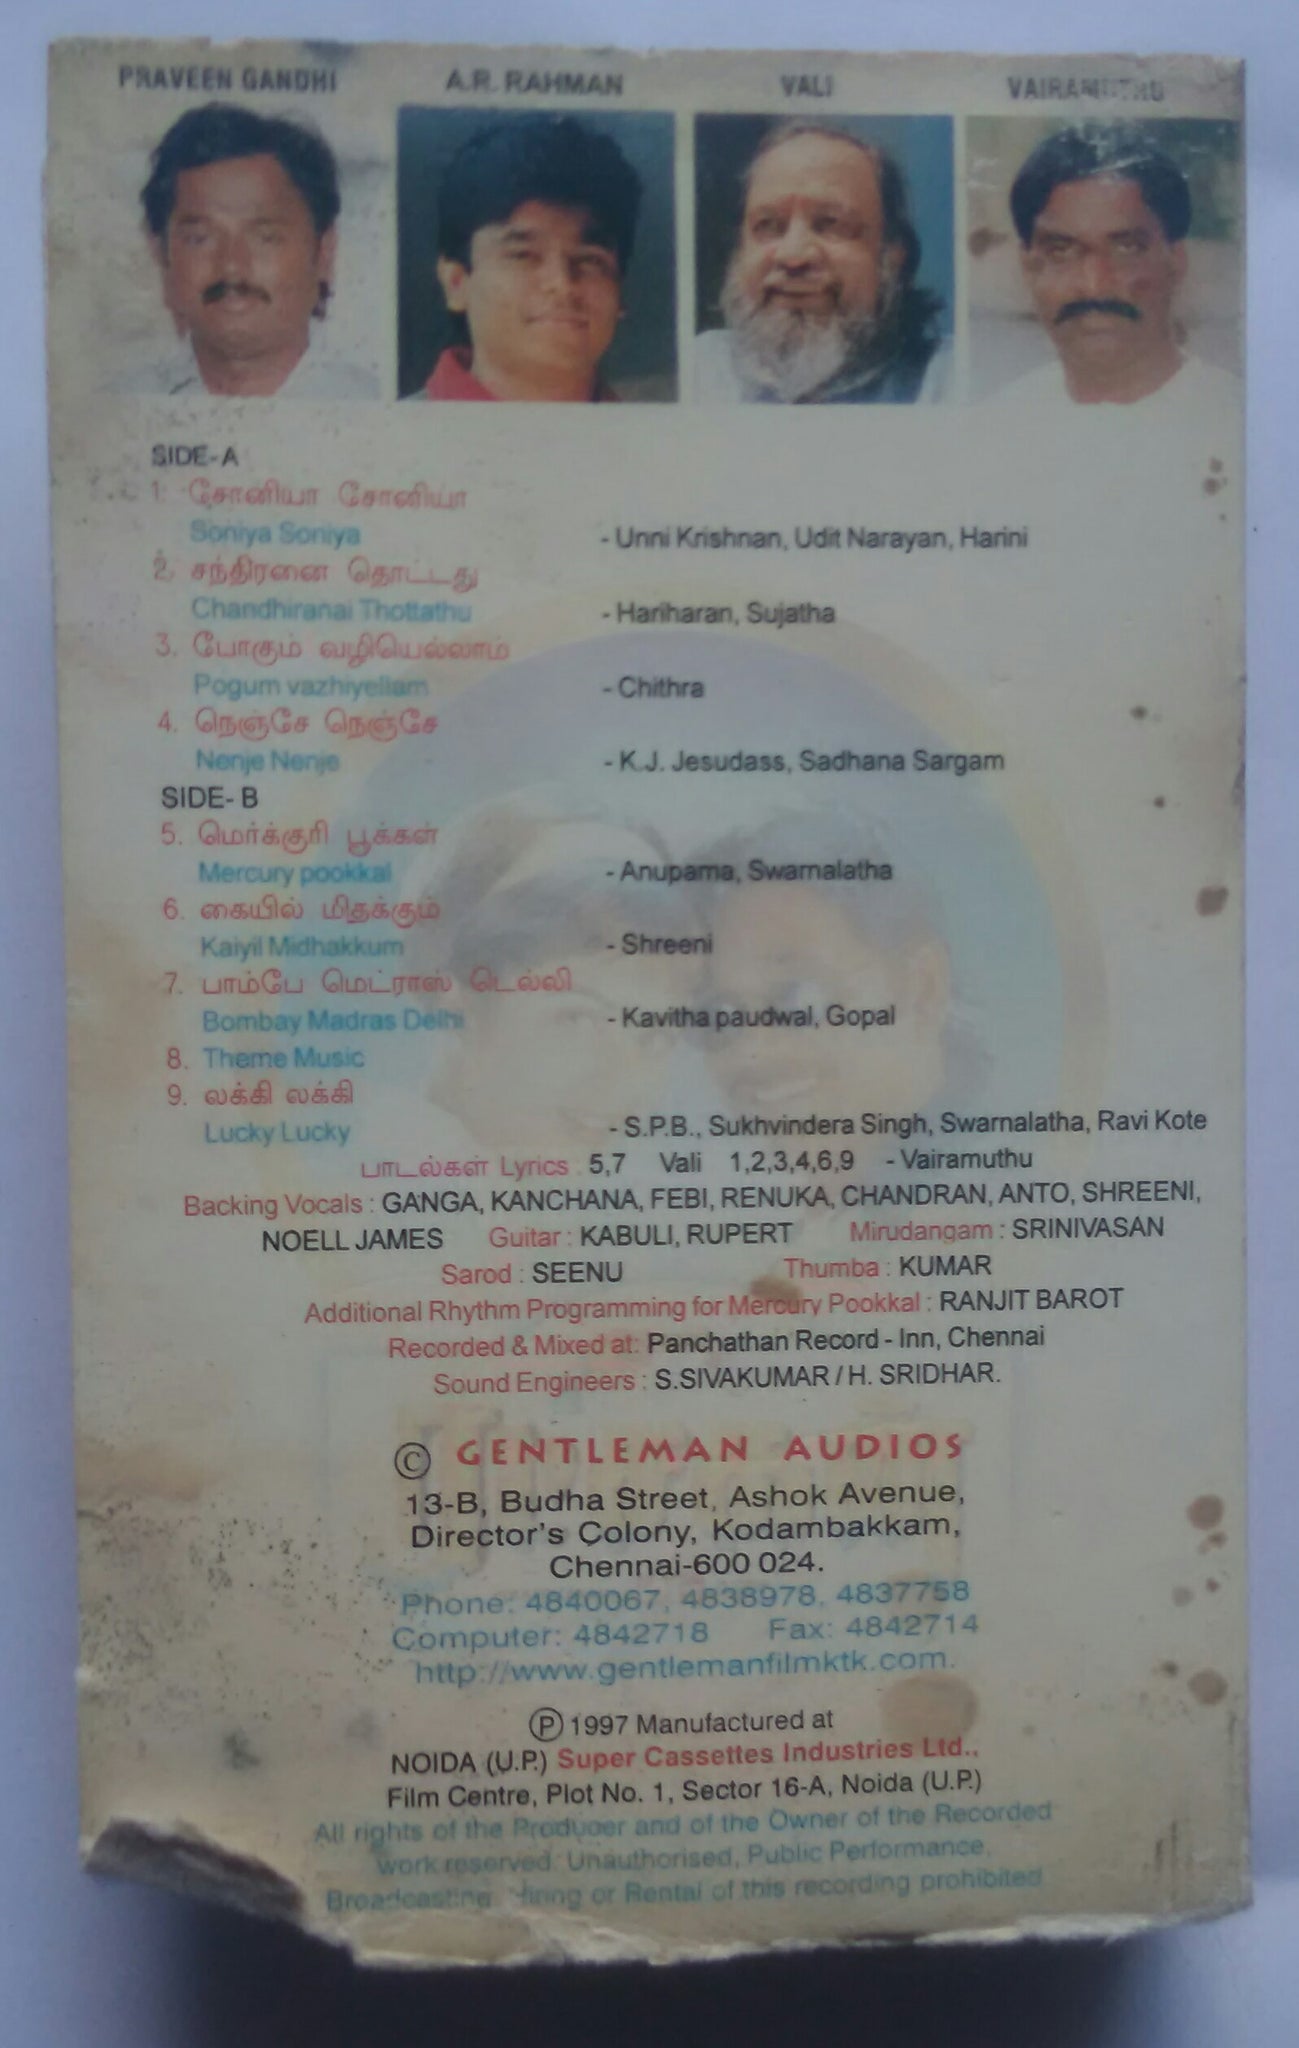 PRAVEEN GANDHI A.R. RAHMAN VALI
SIDE-A
1. சோனியா சோனியா
Soniya Soniya - Unni Krishnan, Udit Narayan, Harini
2. சந்திரனை தொட்டது
Chandhiranai Thottathu - Hariharan, Sujatha
3. போகும் வழியெல்லாம்
Pogum vazhiyellam - Chithra
4. நெஞ்சே நெஞ்சே
Nenje Nenje - K.J. Jesudass, Sadhana Sargam
SIDE- B
5. மெர்க்குரி பூக்கள்
Mercury pookkal - Anupama, Swarnalatha
6. கையில் மிதக்கும்
Kaiyil Midhakkum - Shreeni
7. பாம்பே மெட்ராஸ் டெல்லி
Bombay Madras Delhi - Kavitha paudwal, Gopal
8. Theme Music
9. லக்கி லக்கி
Lucky Lucky - S.P.B., Sukhvindera Singh, Swarnalatha, Ravi Kote
பாடல்கள் Lyrics : 5,7 Vali 1,2,3,4,6,9 - Vairamuthu
Backing Vocals : GANGA, KANCHANA, FEBI, RENUKA, CHANDRAN, ANTO, SHREENI,
NOELL JAMES Guitar : KABULI, RUPERT Mirudangam : SRINIVASAN
Sarod : SEENU Thumba : KUMAR
Additional Rhythm Programming for Mercury Pookkal : RANJIT BAROT
Recorded & Mixed at: Panchathan Record - Inn, Chennai
Sound Engineers : S.SIVAKUMAR / H. SRIDHAR.
© GENTLEMAN AUDIOS
13-B, Budha Street, Ashok Avenue,
Director's Colony, Kodambakkam,
Chennai-600 024.
Phone: 4840067, 4838978, 4837758
Computer: 4842718 Fax: 4842714
http://www.gentlemanfilmktk.com.
℗ 1997 Manufactured at
NOIDA (U.P.) Super Cassettes Industries Ltd.,
Film Centre, Plot No. 1, Sector 16-A, Noida (U.P.)
All rights of the Producer and of the Owner of the Recorded
work reserved. Unauthorised, Public Performance,
Broadcasting, Hiring or Rental of this recording prohibited